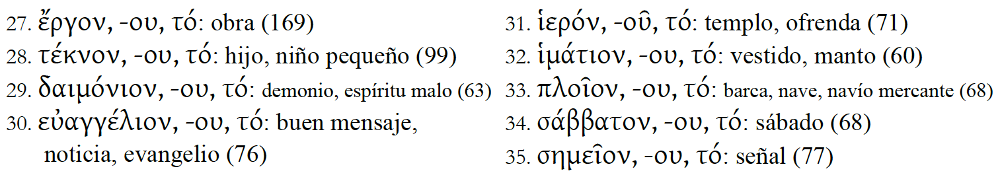 27. ἔργον, -ου, τό: obra (169)
28. τέκνον, -ου, τό: hijo, niño pequeño (99)
29. δαιμόνιον, -ου, τό: demonio, espíritu malo (63)
30. εὐαγγέλιον, -ου, τό: buen mensaje,
noticia, evangelio (76)
31. ἱερόν, -οῦ, τό: templo, ofrenda (71)
32. ἱμάτιον, -ου, τό: vestido, manto (60)
33. πλοῖον, -ου, τό: barca, nave, navío mercante (68)
34. σάββατον, -ου, τό: sábado (68)
35. σημεῖον, -ου, τό: señal (77)